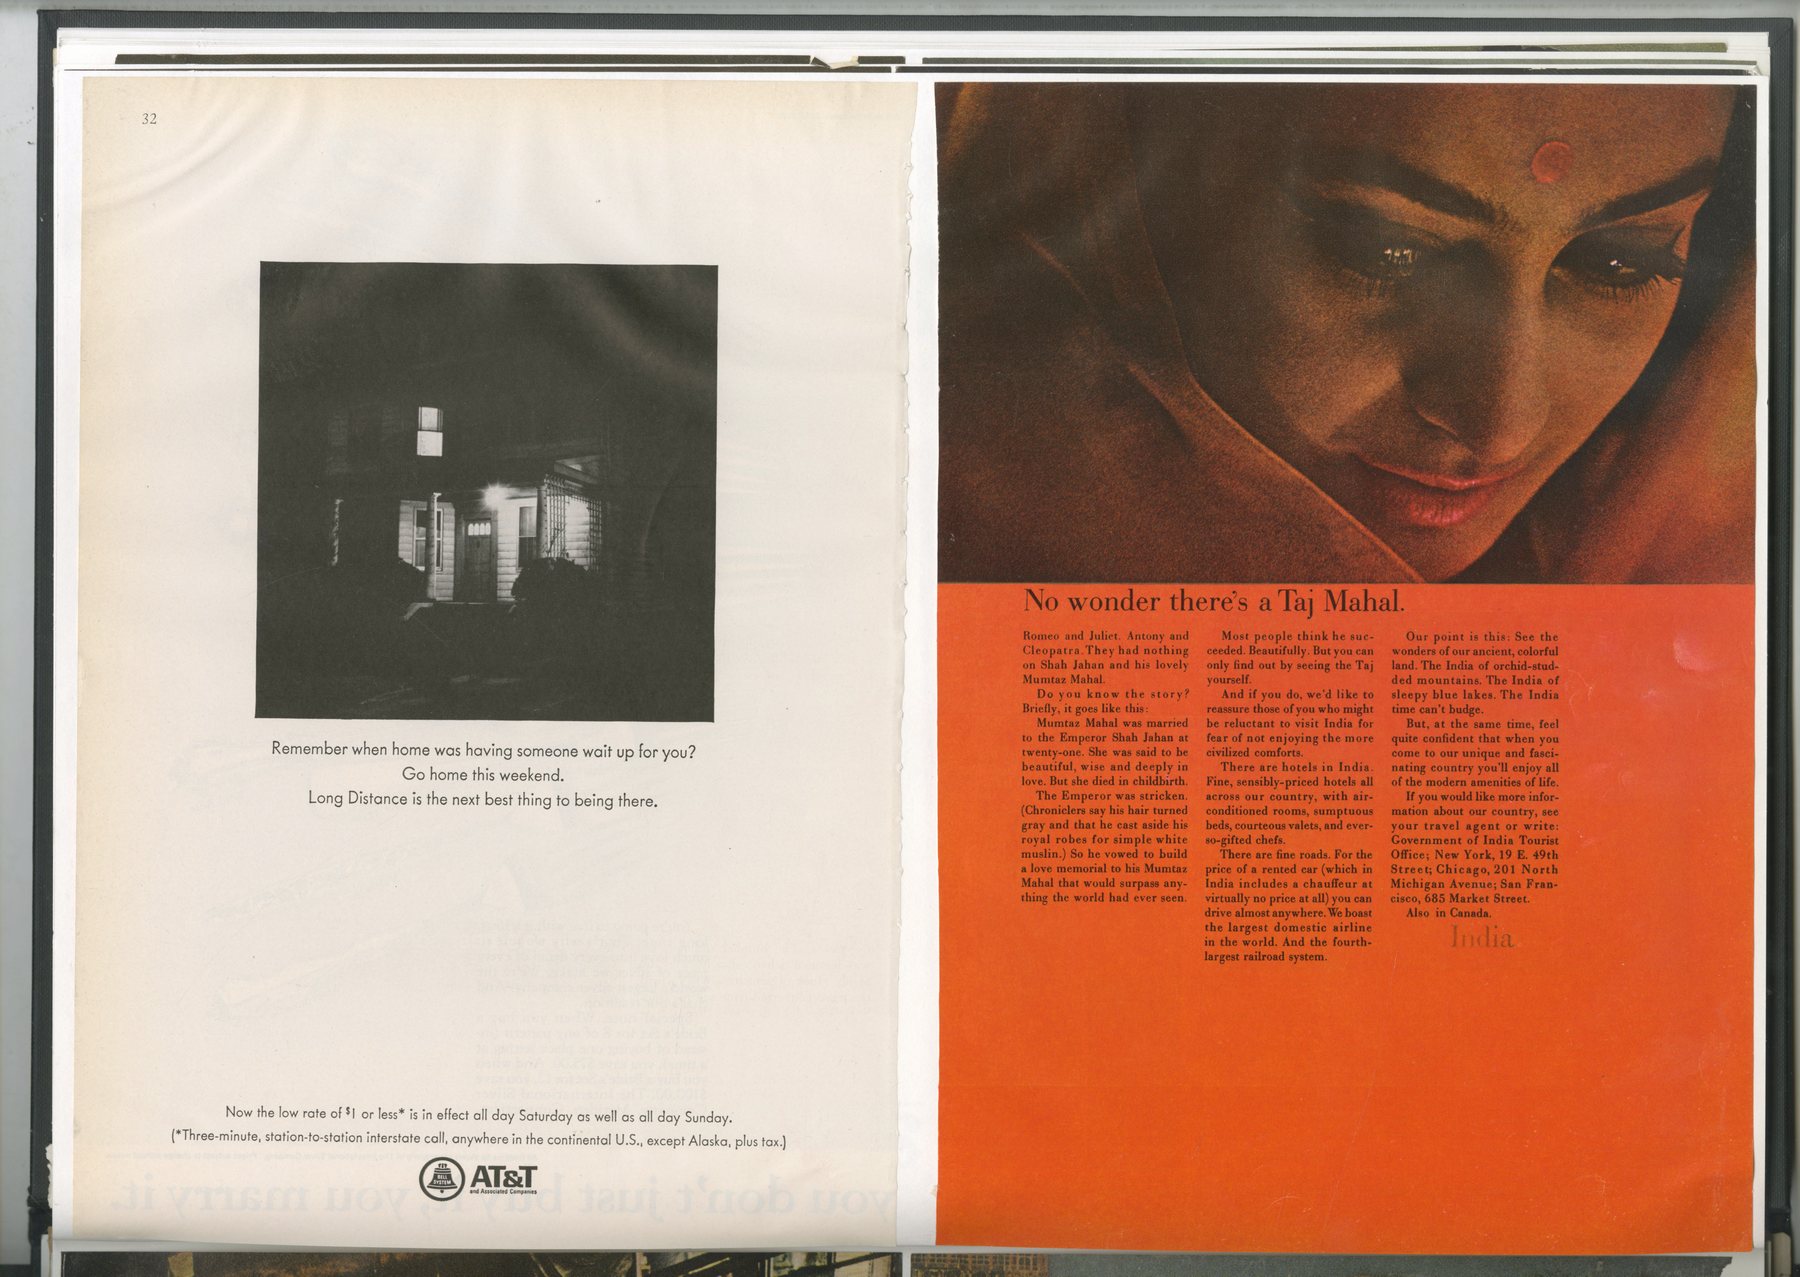 32
Remember when home was having someone wait up for you?
Go home this weekend.
Long Distance is the next best thing to being there.
Now the low rate of $1 or less* is in effect all day Saturday as well as all day Sunday.
(*Three-minute, station-to-station interstate call, anywhere in the continental U.S., except Alaska, plus tax.)
BELL SYSTEM
AT&T
and Associated Companies
No wonder there's a Taj Mahal.
Romeo and Juliet. Antony and
Cleopatra. They had nothing
on Shah Jahan and his lovely
Mumtaz Mahal.
Do you know the story?
Briefly, it goes like this:
Mumtaz Mahal was married
to the Emperor Shah Jahan at
twenty-one. She was said to be
beautiful, wise and deeply in
love. But she died in childbirth.
The Emperor was stricken.
(Chroniclers say his hair turned
gray and that he cast aside his
royal robes for simple white
muslin.) So he vowed to build
a love memorial to his Mumtaz
Mahal that would surpass any-
thing the world had ever seen.
Most people think he suc-
ceeded. Beautifully. But you can
only find out by seeing the Taj
yourself.
And if you do, we'd like to
reassure those of you who might
be reluctant to visit India for
fear of not enjoying the more
civilized comforts.
There are hotels in India.
Fine, sensibly-priced hotels all
across our country, with air-
conditioned rooms, sumptuous
beds, courteous valets, and ever-
so-gifted chefs.
There are fine roads. For the
price of a rented car (which in
India includes a chauffeur at
virtually no price at all) you can
drive almost anywhere. We boast
the largest domestic airline
in the world. And the fourth-
largest railroad system.
Our point is this: See the
wonders of our ancient, colorful
land. The India of orchid-stud-
ded mountains. The India of
sleepy blue lakes. The India
time can't budge.
But, at the same time, feel
quite confident that when you
come to our unique and fasci-
nating country you'll enjoy all
of the modern amenities of life.
If you would like more infor-
mation about our country, see
your travel agent or write:
Government of India Tourist
Office; New York, 19 E. 49th
Street; Chicago, 201 North
Michigan Avenue; San Fran-
cisco, 685 Market Street.
Also in Canada.
India